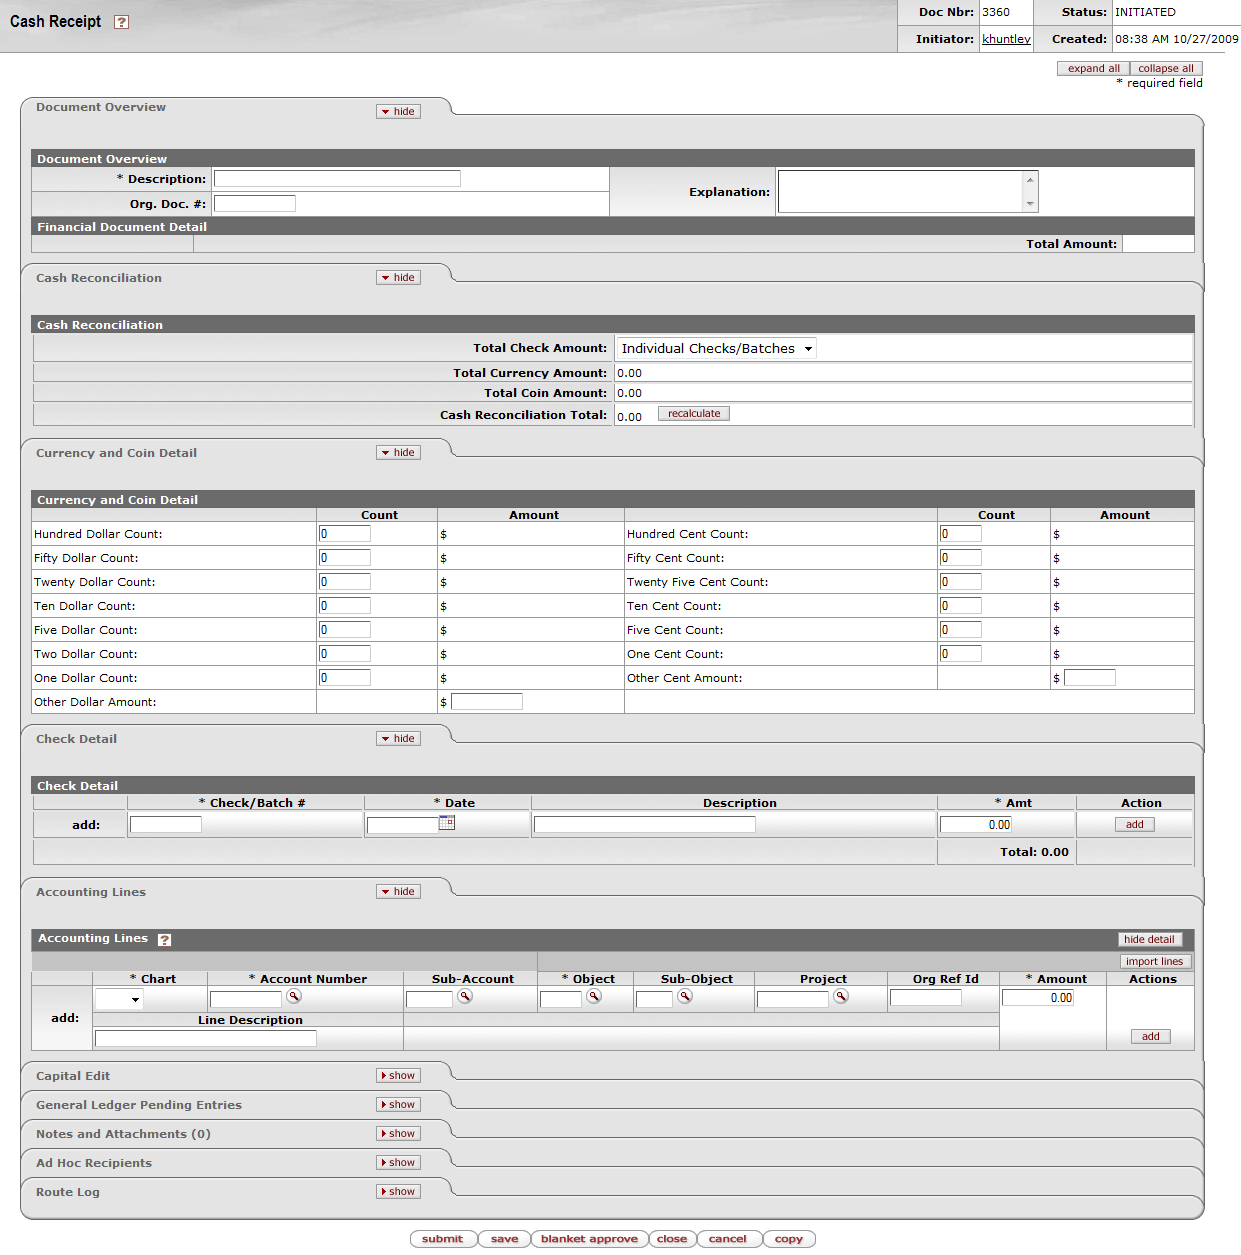 Cash Receipt ?
Doc Nbr: 3360 Status: INITIATED
Initiator: khuntley Created: 08:38 AM 10/27/2009
expand all collapse all
* required field
Document Overview hide
Document Overview
* Description: Explanation:
Org. Doc. #:
Financial Document Detail
Total Amount:
Cash Reconciliation hide
Cash Reconciliation
Total Check Amount: Individual Checks/Batches
Total Currency Amount: 0.00
Total Coin Amount: 0.00
Cash Reconciliation Total: 0.00 recalculate
Currency and Coin Detail hide
Currency and Coin Detail
Count Amount Count Amount
Hundred Dollar Count: 0 $ Hundred Cent Count: 0 $
Fifty Dollar Count: 0 $ Fifty Cent Count: 0 $
Twenty Dollar Count: 0 $ Twenty Five Cent Count: 0 $
Ten Dollar Count: 0 $ Ten Cent Count: 0 $
Five Dollar Count: 0 $ Five Cent Count: 0 $
Two Dollar Count: 0 $ One Cent Count: 0 $
One Dollar Count: 0 $ Other Cent Amount: $
Other Dollar Amount: $
Check Detail hide
Check Detail
* Check/Batch # * Date Description * Amt Action
add: 0.00 add
Total: 0.00
Accounting Lines hide
Accounting Lines ? hide detail
import lines
* Chart * Account Number Sub-Account * Object Sub-Object Project Org Ref Id * Amount Actions
add: 0.00
Line Description
add
Capital Edit show
General Ledger Pending Entries show
Notes and Attachments (0) show
Ad Hoc Recipients show
Route Log show
submit save blanket approve close cancel copy